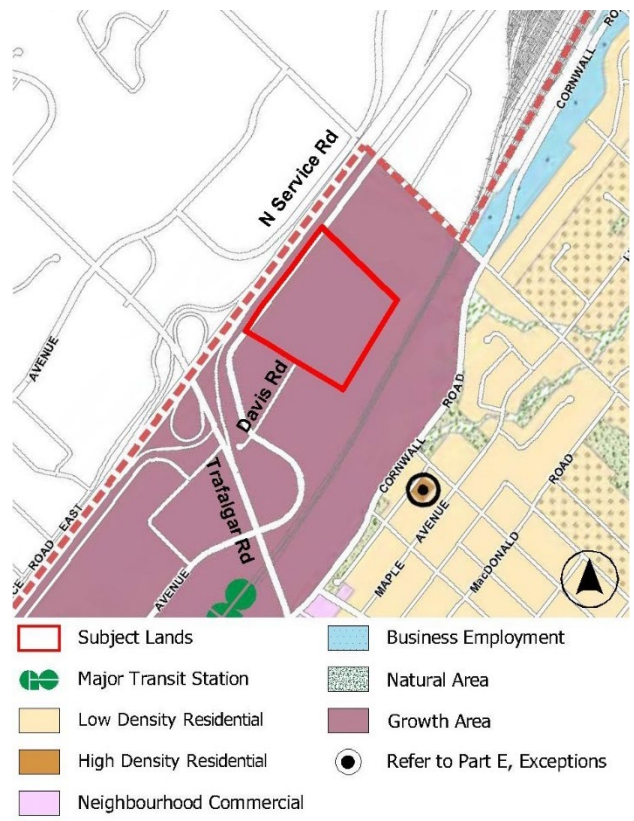 CORNWALL
RO
N Service Rd
AVENUE
Davis Rd
CORNWALL ROAD
Trafalgar Rd
CE ROAD EAST
AVENUE
MAPLE AVENUE
MacDONALD ROAD
Subject Lands
Business Employment
Major Transit Station
Natural Area
Low Density Residential
Growth Area
High Density Residential
Refer to Part E, Exceptions
Neighbourhood Commercial